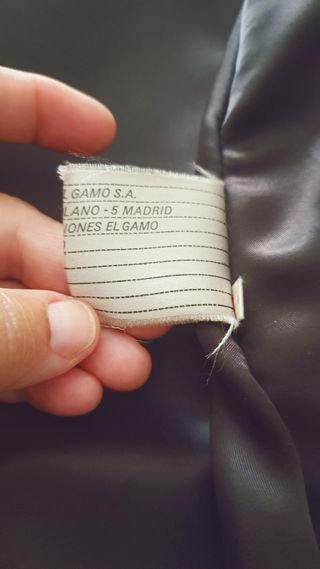 L GAMO S.A.
LANO - 5 MADRID
IONES EL GAMO